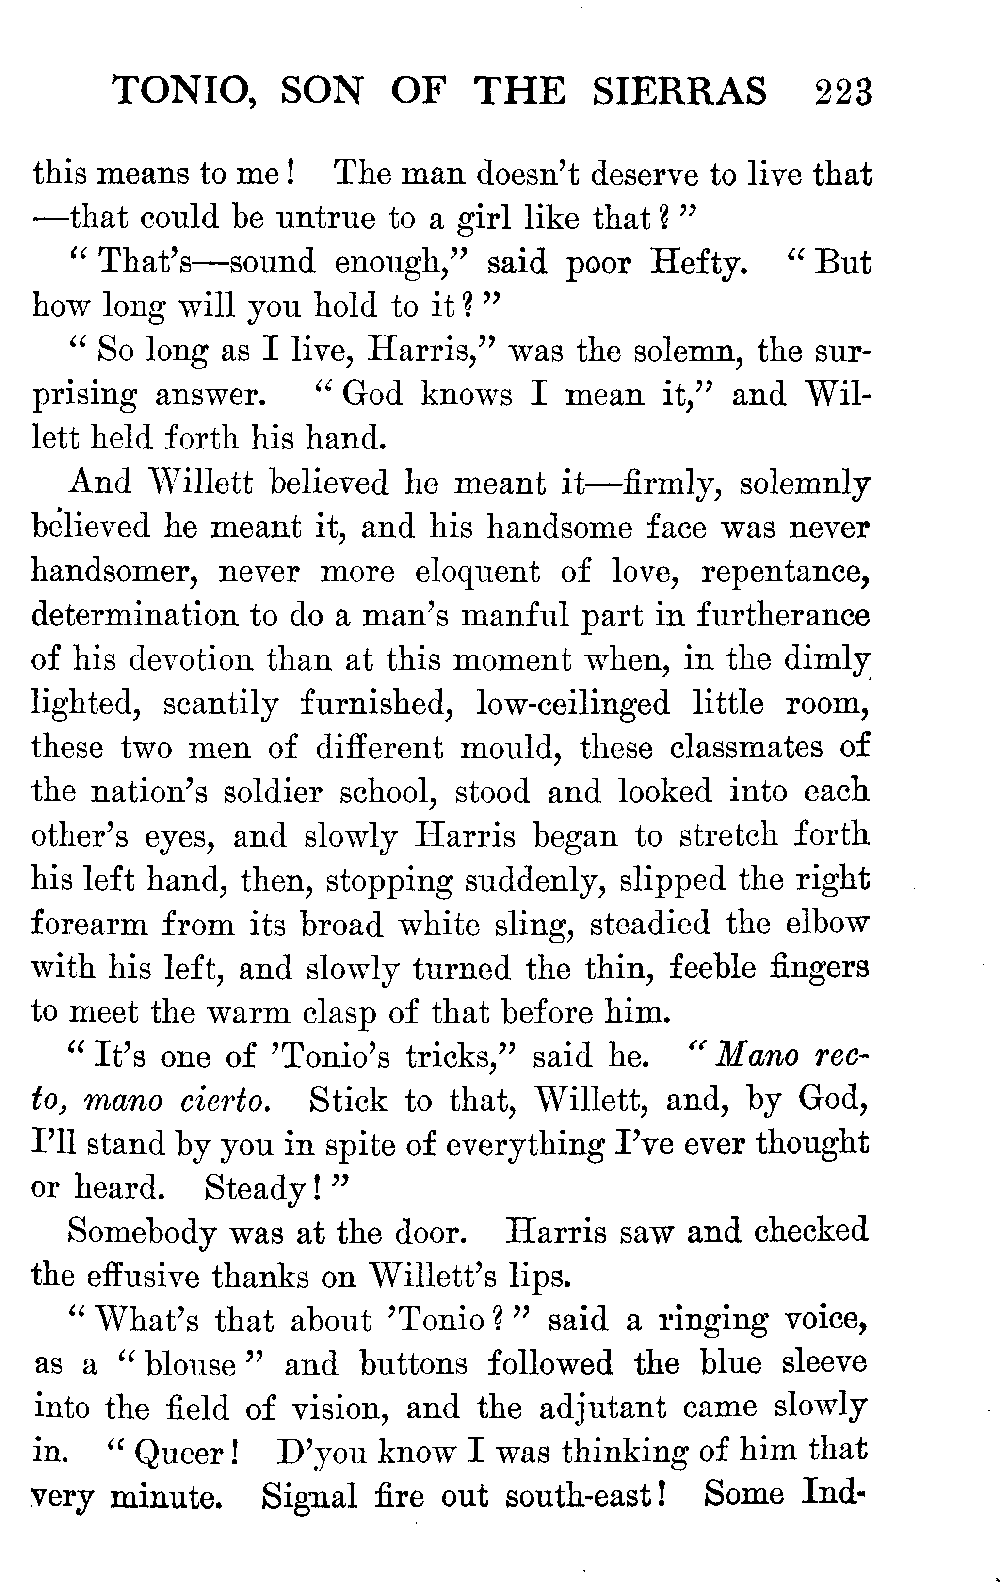 TONIO, SON OF THE SIERRAS 223
this means to me! The man doesn't deserve to live that
—that could be untrue to a girl like that?"
"That's—sound enough," said poor Hefty. "But
how long will you hold to it?"
"So long as I live, Harris," was the solemn, the sur-
prising answer. "God knows I mean it," and Wil-
lett held forth his hand.
And Willett believed he meant it—firmly, solemnly
believed he meant it, and his handsome face was never
handsomer, never more eloquent of love, repentance,
determination to do a man's manful part in furtherance
of his devotion than at this moment when, in the dimly
lighted, scantily furnished, low-ceilinged little room,
these two men of different mould, these classmates of
the nation's soldier school, stood and looked into each
other's eyes, and slowly Harris began to stretch forth
his left hand, then, stopping suddenly, slipped the right
forearm from its broad white sling, steadied the elbow
with his left, and slowly turned the thin, feeble fingers
to meet the warm clasp of that before him.
"It's one of 'Tonio's tricks," said he. "Mano rec-
to, mano cierto. Stick to that, Willett, and, by God,
I'll stand by you in spite of everything I've ever thought
or heard. Steady!"
Somebody was at the door. Harris saw and checked
the effusive thanks on Willett's lips.
"What's that about 'Tonio?" said a ringing voice,
as a "blouse" and buttons followed the blue sleeve
into the field of vision, and the adjutant came slowly
in. "Queer! D'you know I was thinking of him that
very minute. Signal fire out south-east! Some Ind-